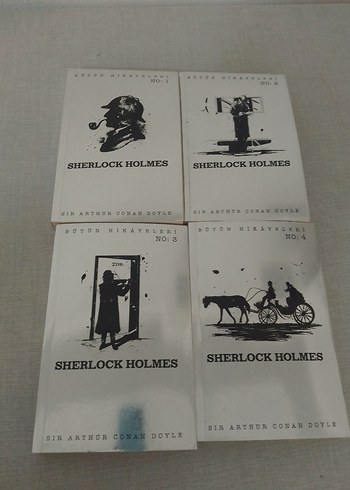 BÜTÜN HİKAYELERİ
NO: 1
SHERLOCK HOLMES
SIR ARTHUR CONAN DOYLE
BÜTÜN HİKAYELERİ
NO: 2
SHERLOCK HOLMES
SIR ARTHUR CONAN DOYLE
BÜTÜN HİKAYELERİ
NO: 3
SHERLOCK HOLMES
SIR ARTHUR CONAN DOYLE
BÜTÜN HİKAYELERİ
NO: 4
SHERLOCK HOLMES
SIR ARTHUR CONAN DOYLE